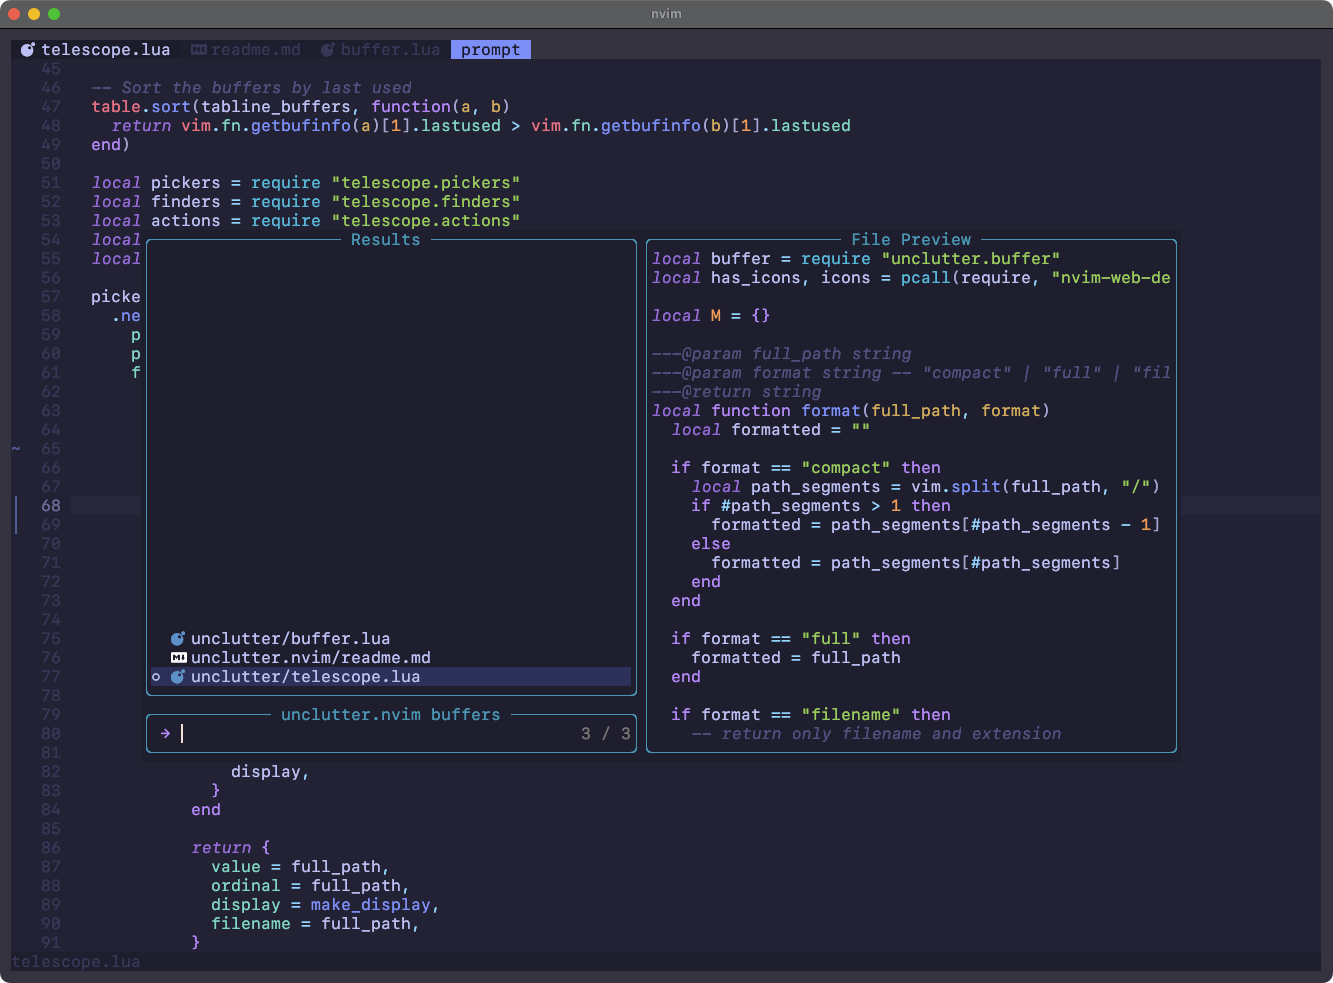 nvim
telescope.lua readme.md buffer.lua prompt
45
46 -- Sort the buffers by last used
47 table.sort(tabline_buffers, function(a, b)
48 return vim.fn.getbufinfo(a)[1].lastused > vim.fn.getbufinfo(b)[1].lastused
49 end)
50
51 local pickers = require "telescope.pickers"
52 local finders = require "telescope.finders"
53 local actions = require "telescope.actions"
54 local
55 local
56
57 picke
58 .ne
59 p
60 p
61 f
62
63
64
~ 65
66
67
68
69
70
71
72
73
74
75
76
77
78
79
80
81
82 display,
83 }
84 end
85
86 return {
87 value = full_path,
88 ordinal = full_path,
89 display = make_display,
90 filename = full_path,
91 }
telescope.lua
Results
unclutter/buffer.lua
unclutter.nvim/readme.md
unclutter/telescope.lua
unclutter.nvim buffers
3 / 3
File Preview
local buffer = require "unclutter.buffer"
local has_icons, icons = pcall(require, "nvim-web-de
local M = {}
---@param full_path string
---@param format string -- "compact" | "full" | "fil
---@return string
local function format(full_path, format)
local formatted = ""
if format == "compact" then
local path_segments = vim.split(full_path, "/")
if #path_segments > 1 then
formatted = path_segments[#path_segments - 1]
else
formatted = path_segments[#path_segments]
end
end
if format == "full" then
formatted = full_path
end
if format == "filename" then
-- return only filename and extension